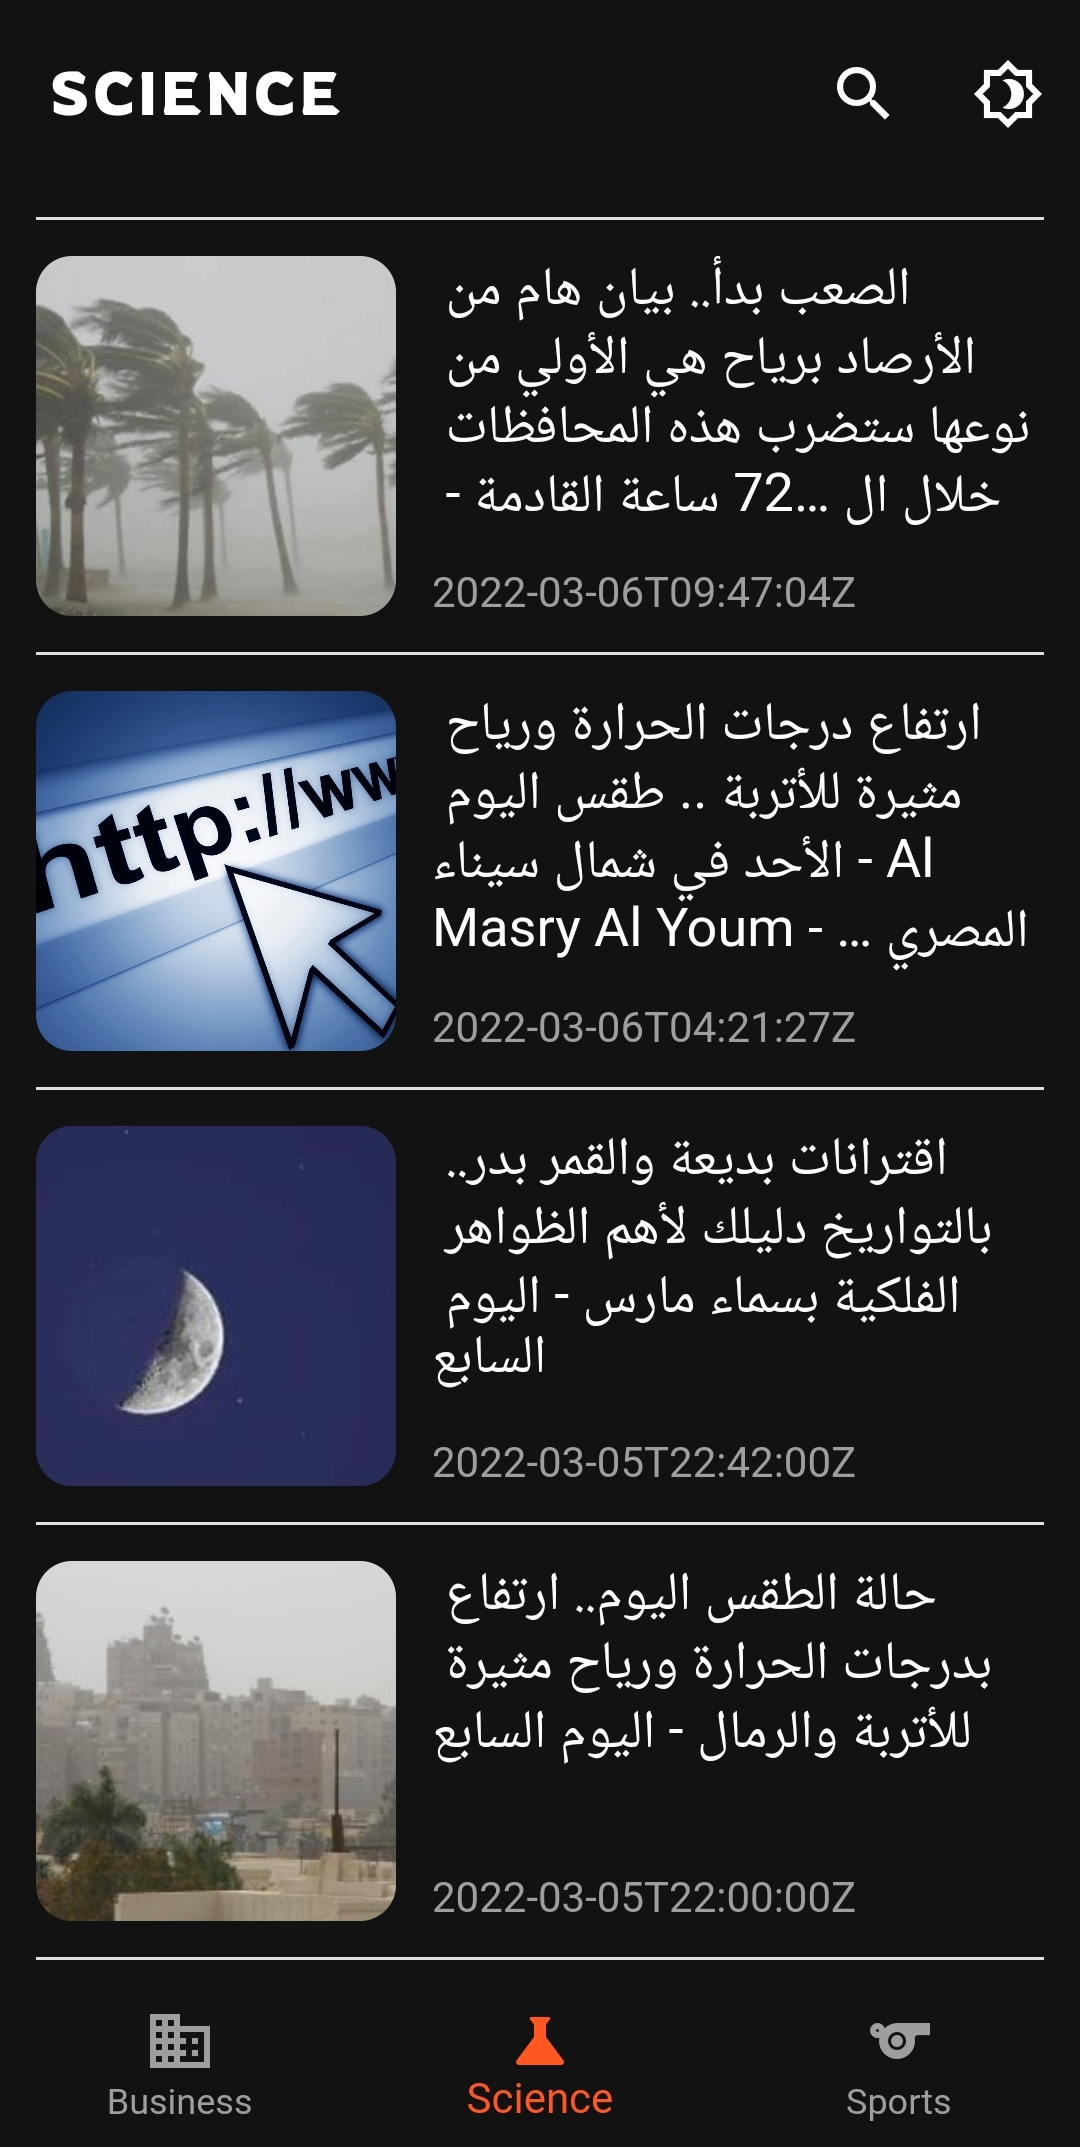 SCIENCE
الصعب بدأ.. بيان هام من
الأرصاد برياح هي الأولي من
نوعها ستضرب هذه المحافظات
خلال ال …72 ساعة القادمة -
2022-03-06T09:47:04Z
http://ww
ارتفاع درجات الحرارة ورياح
مثيرة للأتربة .. طقس اليوم
الأحد في شمال سيناء - Al
Masry Al Youm - … المصري
2022-03-06T04:21:27Z
اقترانات بديعة والقمر بدر..
بالتواريخ دليلك لأهم الظواهر
الفلكية بسماء مارس - اليوم
السابع
2022-03-05T22:42:00Z
حالة الطقس اليوم.. ارتفاع
بدرجات الحرارة ورياح مثيرة
للأتربة والرمال - اليوم السابع
2022-03-05T22:00:00Z
Business
Science
Sports